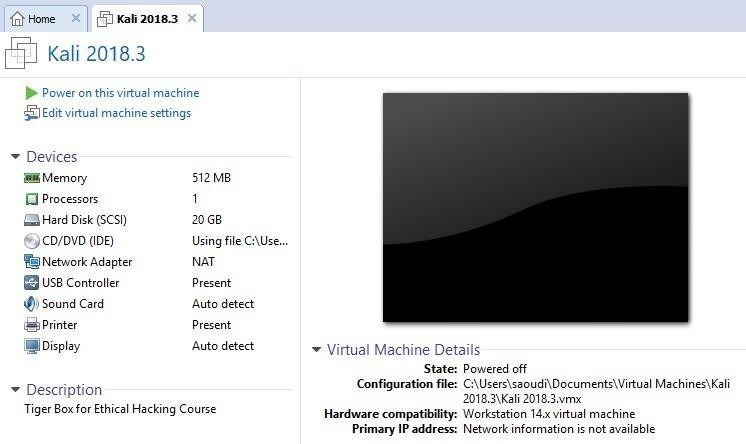 Home
Kali 2018.3
Kali 2018.3
Power on this virtual machine
Edit virtual machine settings
Devices
Memory 512 MB
Processors 1
Hard Disk (SCSI) 20 GB
CD/DVD (IDE) Using file C:\Use...
Network Adapter NAT
USB Controller Present
Sound Card Auto detect
Printer Present
Display Auto detect
Description
Tiger Box for Ethical Hacking Course
Virtual Machine Details
State: Powered off
Configuration file: C:\Users\saoudi\Documents\Virtual Machines\Kali
2018.3\Kali 2018.3.vmx
Hardware compatibility: Workstation 14.x virtual machine
Primary IP address: Network information is not available